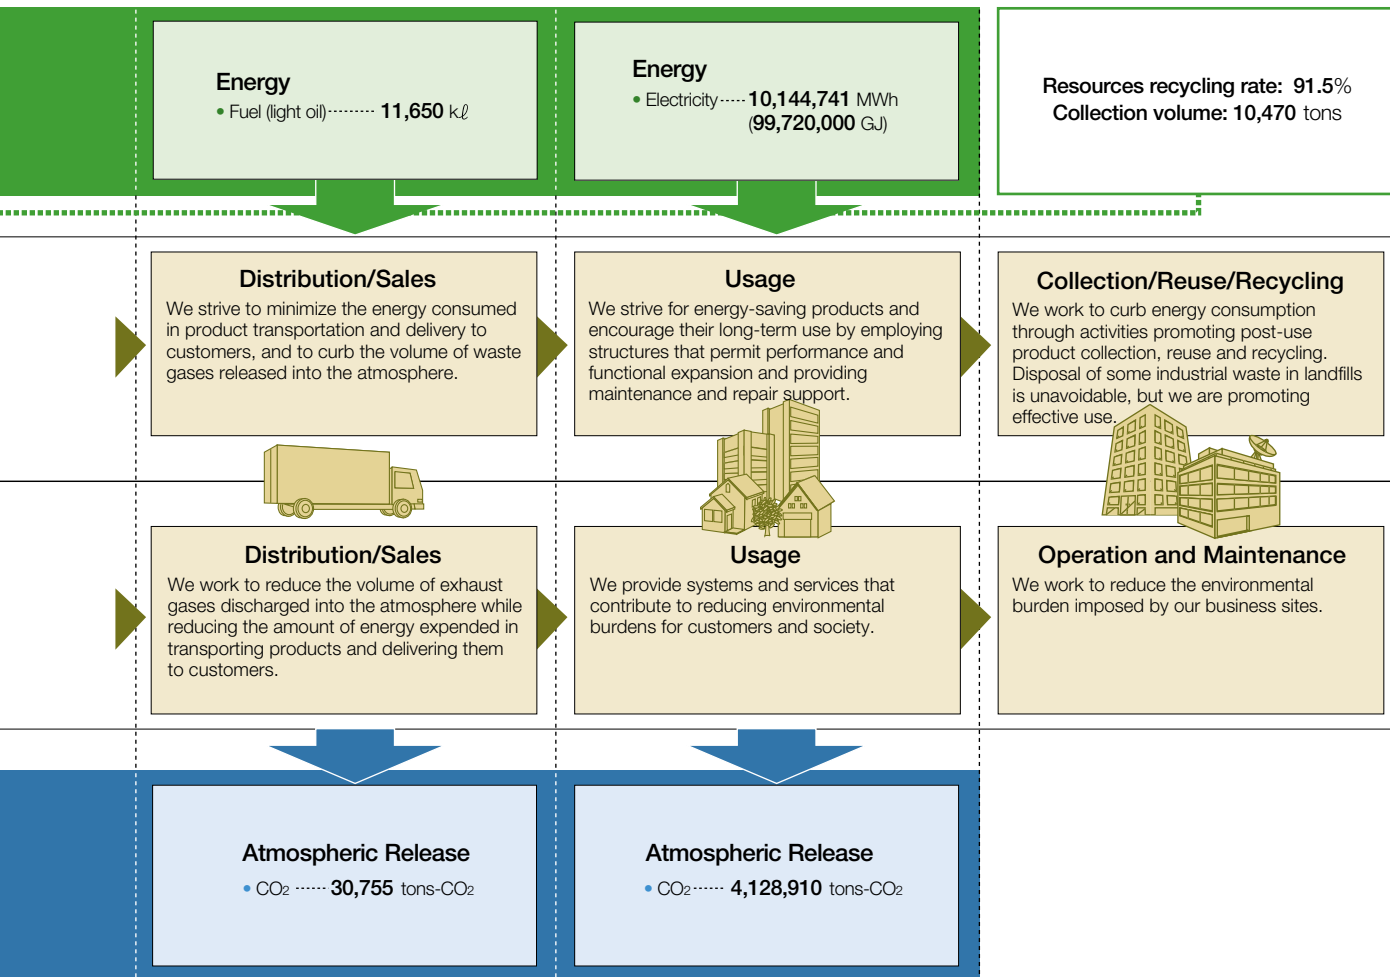 Energy
• Fuel (light oil)········· 11,650 kℓ
Energy
• Electricity····· 10,144,741 MWh
(99,720,000 GJ)
Resources recycling rate: 91.5%
Collection volume: 10,470 tons
Distribution/Sales
We strive to minimize the energy consumed
in product transportation and delivery to
customers, and to curb the volume of waste
gases released into the atmosphere.
Usage
We strive for energy-saving products and
encourage their long-term use by employing
structures that permit performance and
functional expansion and providing
maintenance and repair support.
Collection/Reuse/Recycling
We work to curb energy consumption
through activities promoting post-use
product collection, reuse and recycling.
Disposal of some industrial waste in landfills
is unavoidable, but we are promoting
effective use.
Distribution/Sales
We work to reduce the volume of exhaust
gases discharged into the atmosphere while
reducing the amount of energy expended in
transporting products and delivering them
to customers.
Usage
We provide systems and services that
contribute to reducing environmental
burdens for customers and society.
Operation and Maintenance
We work to reduce the environmental
burden imposed by our business sites.
Atmospheric Release
• CO₂ ······ 30,755 tons-CO₂
Atmospheric Release
• CO₂ ······ 4,128,910 tons-CO₂